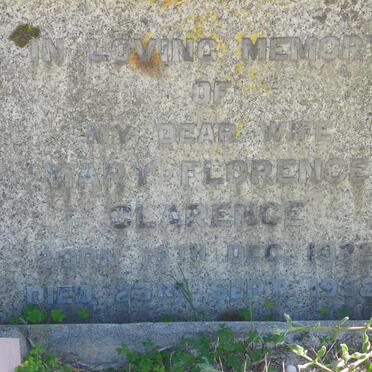 IN LOVING MEMORY
OF
MY DEAR WIFE
MARY FLORENCE
CLARENCE
BORN DEC.
DIED SEPT.